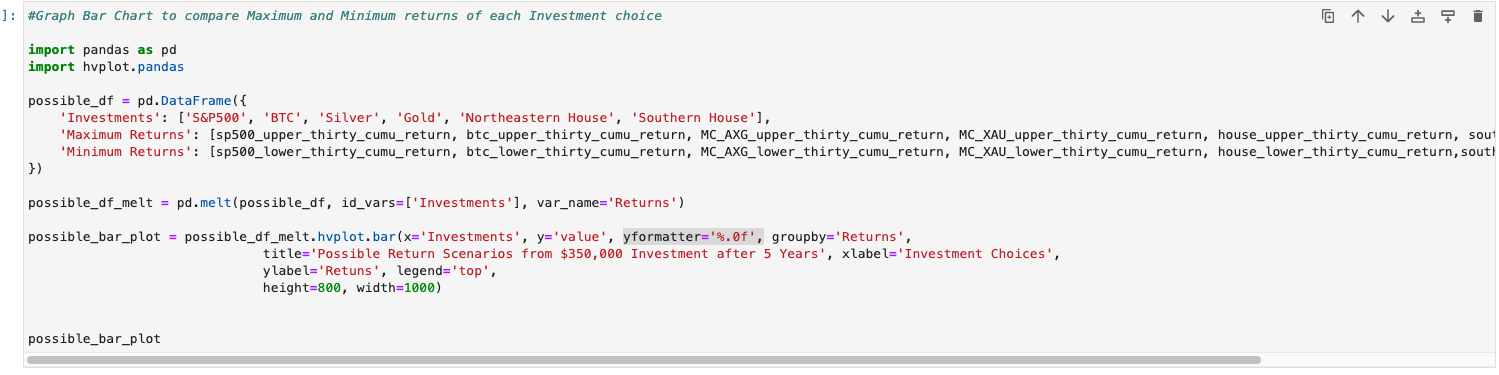 ]: #Graph Bar Chart to compare Maximum and Minimum returns of each Investment choice
import pandas as pd
import hvplot.pandas
possible_df = pd.DataFrame({
    'Investments': ['S&P500', 'BTC', 'Silver', 'Gold', 'Northeastern House', 'Southern House'],
    'Maximum Returns': [sp500_upper_thirty_cumu_return, btc_upper_thirty_cumu_return, MC_AXG_upper_thirty_cumu_return, MC_XAU_upper_thirty_cumu_return, house_upper_thirty_cumu_return,
    'Minimum Returns': [sp500_lower_thirty_cumu_return, btc_lower_thirty_cumu_return, MC_AXG_lower_thirty_cumu_return, MC_XAU_lower_thirty_cumu_return, house_lower_thirty_cumu_return,
})
possible_df_melt = pd.melt(possible_df, id_vars=['Investments'], var_name='Returns')
possible_bar_plot = possible_df_melt.hvplot.bar(x='Investments', y='value', yformatter='%.0f', groupby='Returns',
                              title='Possible Return Scenarios from $350,000 Investment after 5 Years', xlabel='Investment Choices',
                              ylabel='Retuns', legend='top',
                              height=800, width=1000)
possible_bar_plot